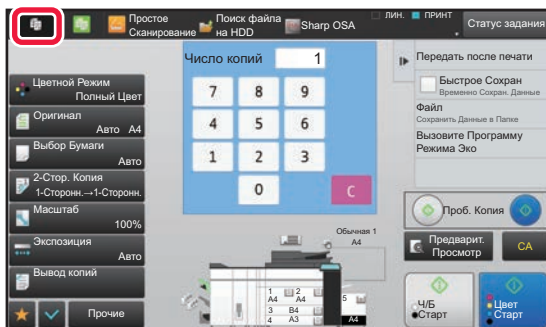 Простое
Сканирование
Поиск файла
на HDD
Sharp OSA
ЛИН.
ПРИНТ
Статус задания
Число копий 1
7 8 9
4 5 6
1 2 3
0 C
Цветной Режим
Полный Цвет
Оригинал
Авто A4
Выбор Бумаги
Авто
2-Стор. Копия
1-Сторонн.→1-Сторонн.
Масштаб
100%
Экспозиция
Авто
Вывод копий
Прочие
Обычная 1
A4
1 A4
2 A4
3 B4
4 A3
5 A4
Передать после печати
Быстрое Сохран
Временно Сохран. Данные
Файл
Сохранить Данные в Папке
Вызовите Программу
Режима Эко
Проб. Копия
Предварит.
Просмотр
CA
Ч/Б
Старт
Цвет
Старт